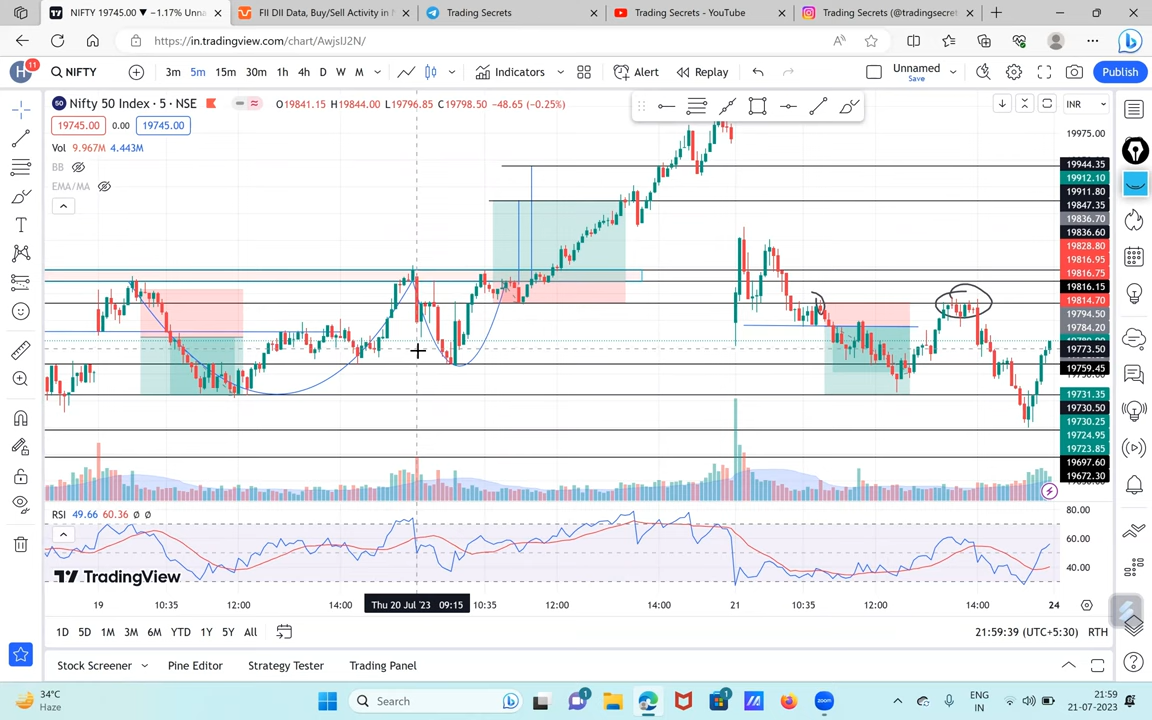 NIFTY 19745.00 ▼ −1.17% Unna
FII DII Data, Buy/Sell Activity in N
Trading Secrets
Trading Secrets - YouTube
Trading Secrets (@tradingsecret
https://in.tradingview.com/chart/AwjsIJ2N/
H 11
NIFTY
3m 5m 15m 30m 1h 4h D W M
Indicators
Alert
Replay
Unnamed
Save
Publish
50 Nifty 50 Index · 5 · NSE
O19841.15 H19844.00 L19796.85 C19798.50 −48.65 (−0.25%)
INR
19745.00 0.00 19745.00
Vol 9.967M 4.443M
BB
EMA/MA
19975.00
19944.35
19912.10
19911.80
19847.35
19836.70
19836.60
19828.80
19816.95
19816.75
19816.15
19814.70
19794.50
19784.20
19773.50
19759.45
19731.35
19730.50
19730.25
19724.95
19723.85
19697.60
19672.30
RSI 49.66 60.36 Ø Ø
80.00
60.00
40.00
TradingView
19 10:35 12:00 14:00 Thu 20 Jul '23 09:15 10:35 12:00 14:00 21 10:35 12:00 14:00 24
1D 5D 1M 3M 6M YTD 1Y 5Y All
21:59:39 (UTC+5:30) RTH
Stock Screener
Pine Editor
Strategy Tester
Trading Panel
34°C
Haze
Search
1
1
zoom
ENG
IN
21:59
21-07-2023